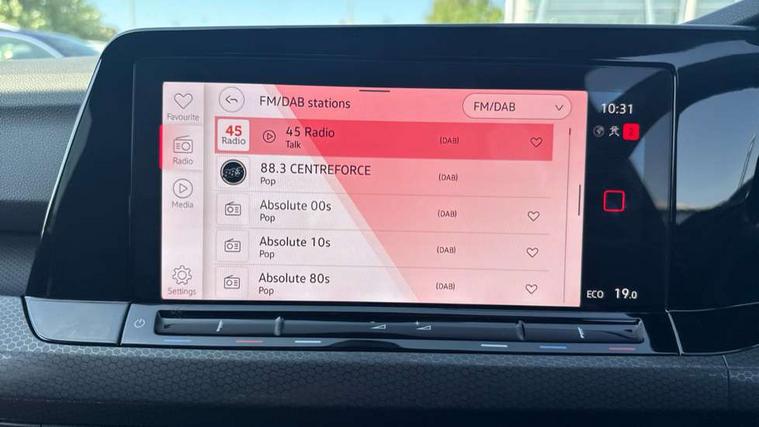 FM/DAB stations
FM/DAB
10:31
Favourite
45
Radio
45 Radio
Talk
(DAB)
Radio
88.3 CENTREFORCE
Pop
(DAB)
Media
Absolute 00s
Pop
(DAB)
Absolute 10s
Pop
(DAB)
Settings
Absolute 80s
Pop
(DAB)
ECO 19.0